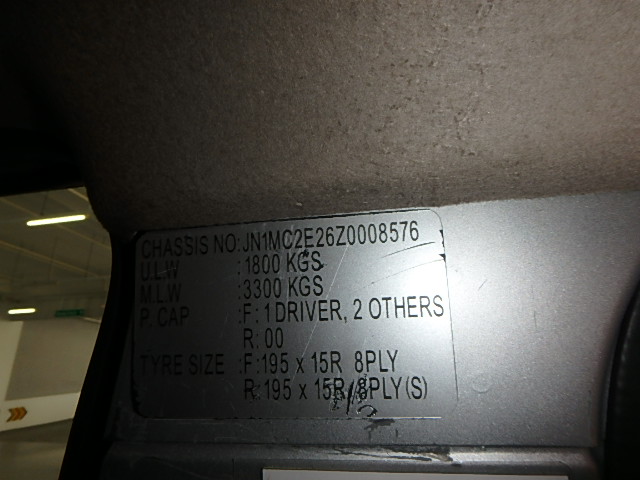 CHASSIS NO:JN1MC2E26Z0008576
U.L.W :1800 KGS
M.L.W :3300 KGS
P. CAP :F: 1 DRIVER, 2 OTHERS
R: 00
TYRE SIZE :F:195 x 15R 8PLY
R:195 x 15R 8PLY(S)